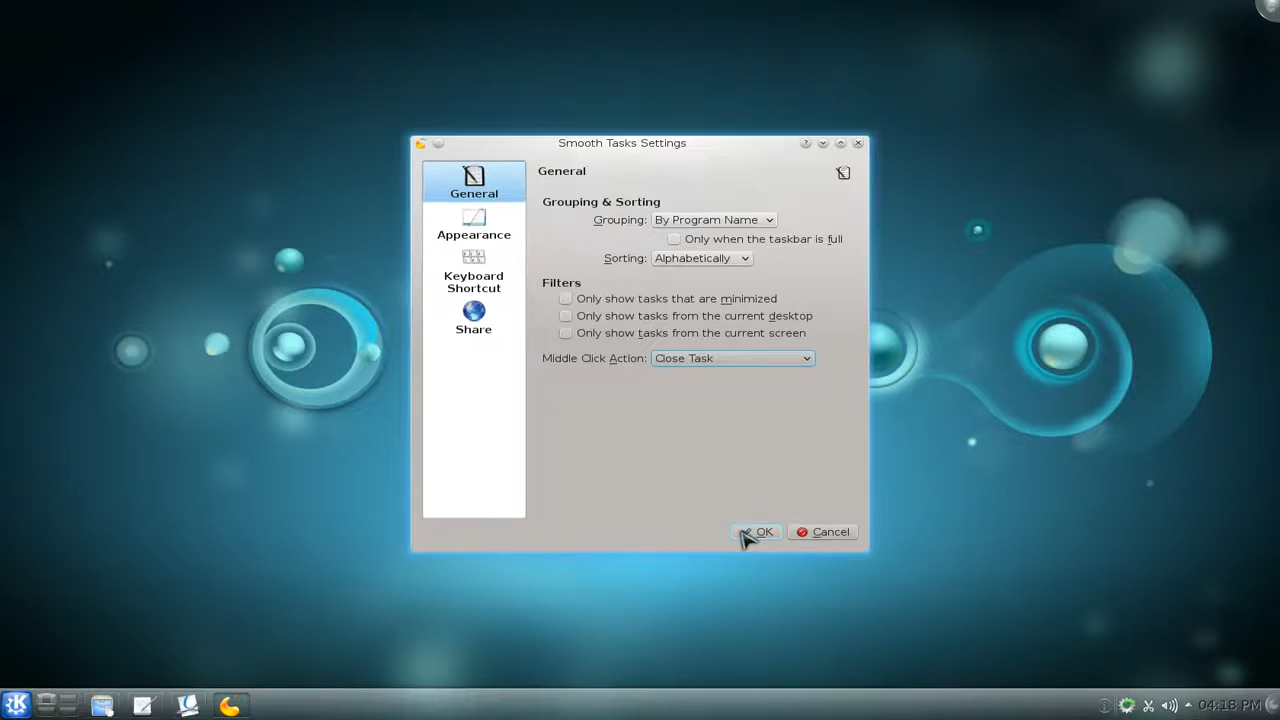 Smooth Tasks Settings
General
General
Appearance
Keyboard
Shortcut
Share
Grouping & Sorting
Grouping: By Program Name
Only when the taskbar is full
Sorting: Alphabetically
Filters
Only show tasks that are minimized
Only show tasks from the current desktop
Only show tasks from the current screen
Middle Click Action: Close Task
OK Cancel
04:18 PM